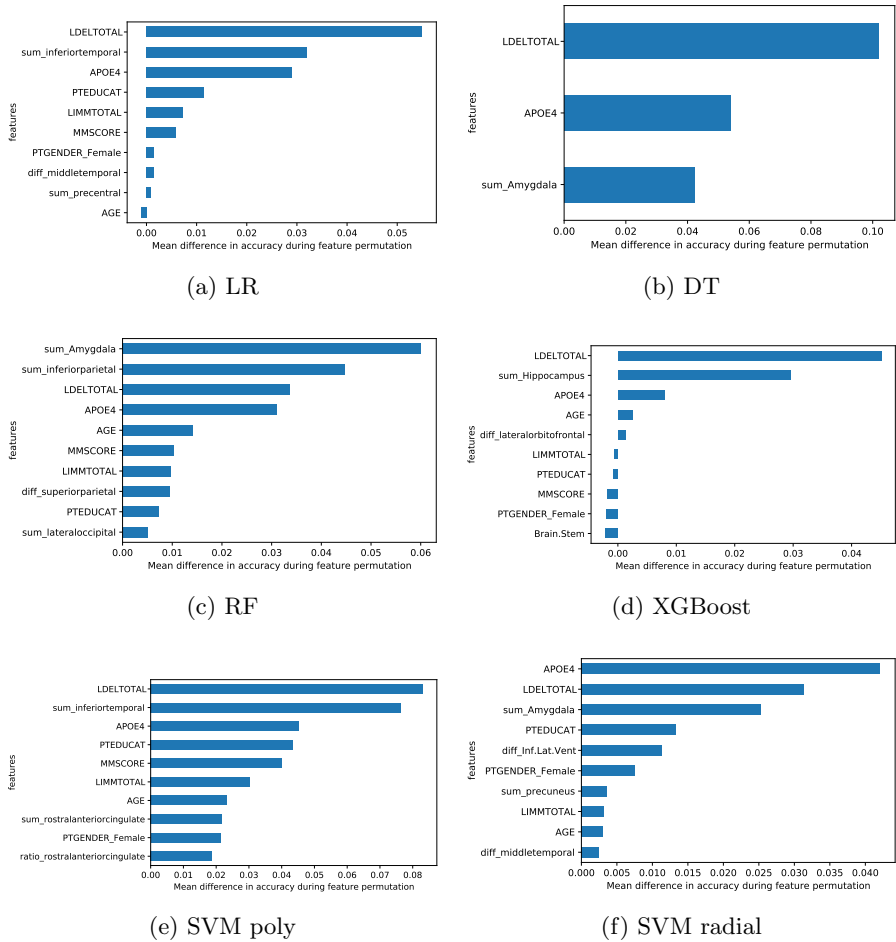 LDELTOTAL
sum_inferiortemporal
APOE4
PTEDUCAT
LIMMTOTAL
MMSCORE
PTGENDER_Female
diff_middletemporal
sum_precentral
AGE
features
0.00 0.01 0.02 0.03 0.04 0.05
Mean difference in accuracy during feature permutation
(a) LR
LDELTOTAL
APOE4
sum_Amygdala
features
0.00 0.02 0.04 0.06 0.08 0.10
Mean difference in accuracy during feature permutation
(b) DT
sum_Amygdala
sum_inferiorparietal
LDELTOTAL
APOE4
AGE
MMSCORE
LIMMTOTAL
diff_superiorparietal
PTEDUCAT
sum_lateraloccipital
features
0.00 0.01 0.02 0.03 0.04 0.05 0.06
Mean difference in accuracy during feature permutation
(c) RF
LDELTOTAL
sum_Hippocampus
APOE4
AGE
diff_lateralorbitofrontal
LIMMTOTAL
PTEDUCAT
MMSCORE
PTGENDER_Female
Brain.Stem
features
0.00 0.01 0.02 0.03 0.04
Mean difference in accuracy during feature permutation
(d) XGBoost
LDELTOTAL
sum_inferiortemporal
APOE4
PTEDUCAT
MMSCORE
LIMMTOTAL
AGE
sum_rostralanteriorcingulate
PTGENDER_Female
ratio_rostralanteriorcingulate
features
0.00 0.01 0.02 0.03 0.04 0.05 0.06 0.07 0.08
Mean difference in accuracy during feature permutation
(e) SVM poly
APOE4
LDELTOTAL
sum_Amygdala
PTEDUCAT
diff_Inf.Lat.Vent
PTGENDER_Female
sum_precuneus
LIMMTOTAL
AGE
diff_middletemporal
features
0.000 0.005 0.010 0.015 0.020 0.025 0.030 0.035 0.040
Mean difference in accuracy during feature permutation
(f) SVM radial